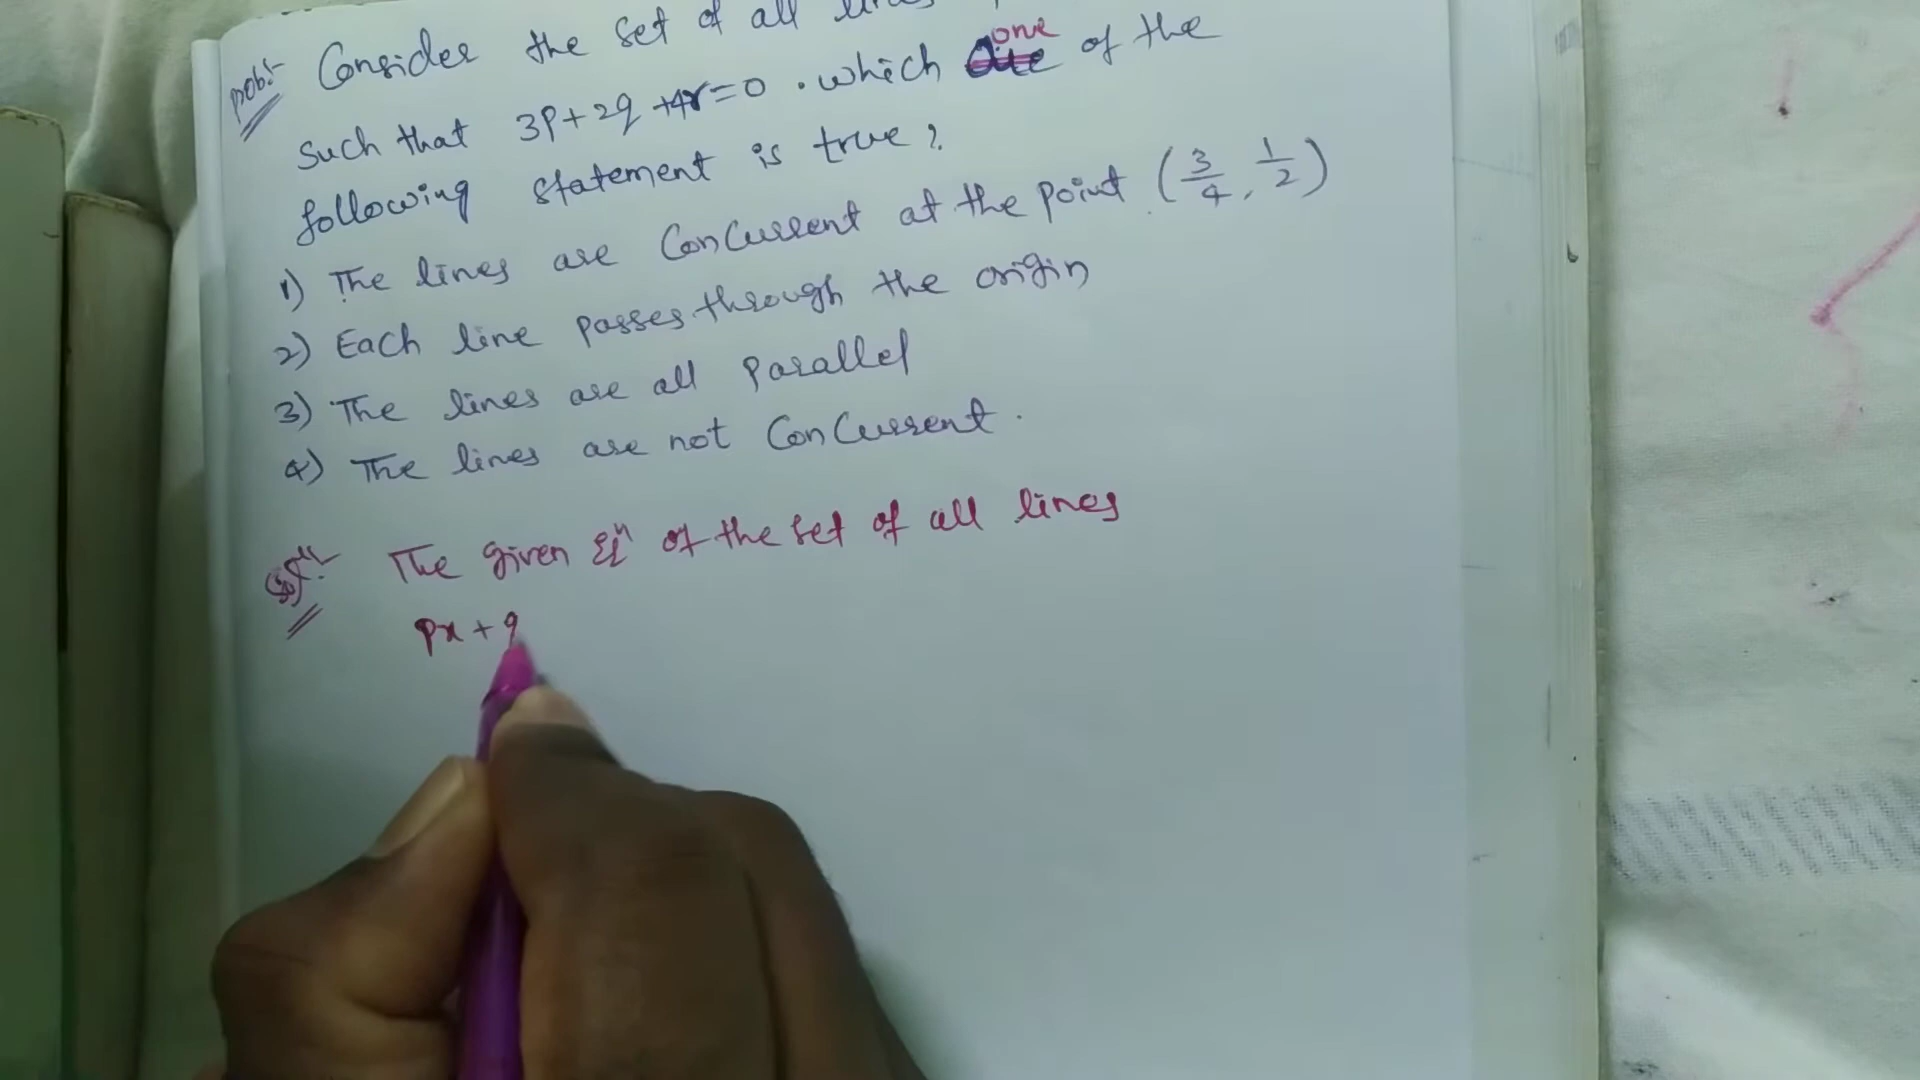 prob:- Consider the set of all lines
such that 3p+2q+4r=0 . which one of the
following statement is true?
1) The lines are Concurrent at the point (3/4, 1/2)
2) Each line passes through the origin
3) The lines are all parallel
4) The lines are not Concurrent.
Sol:- The given Eqⁿ of the set of all lines
px + q